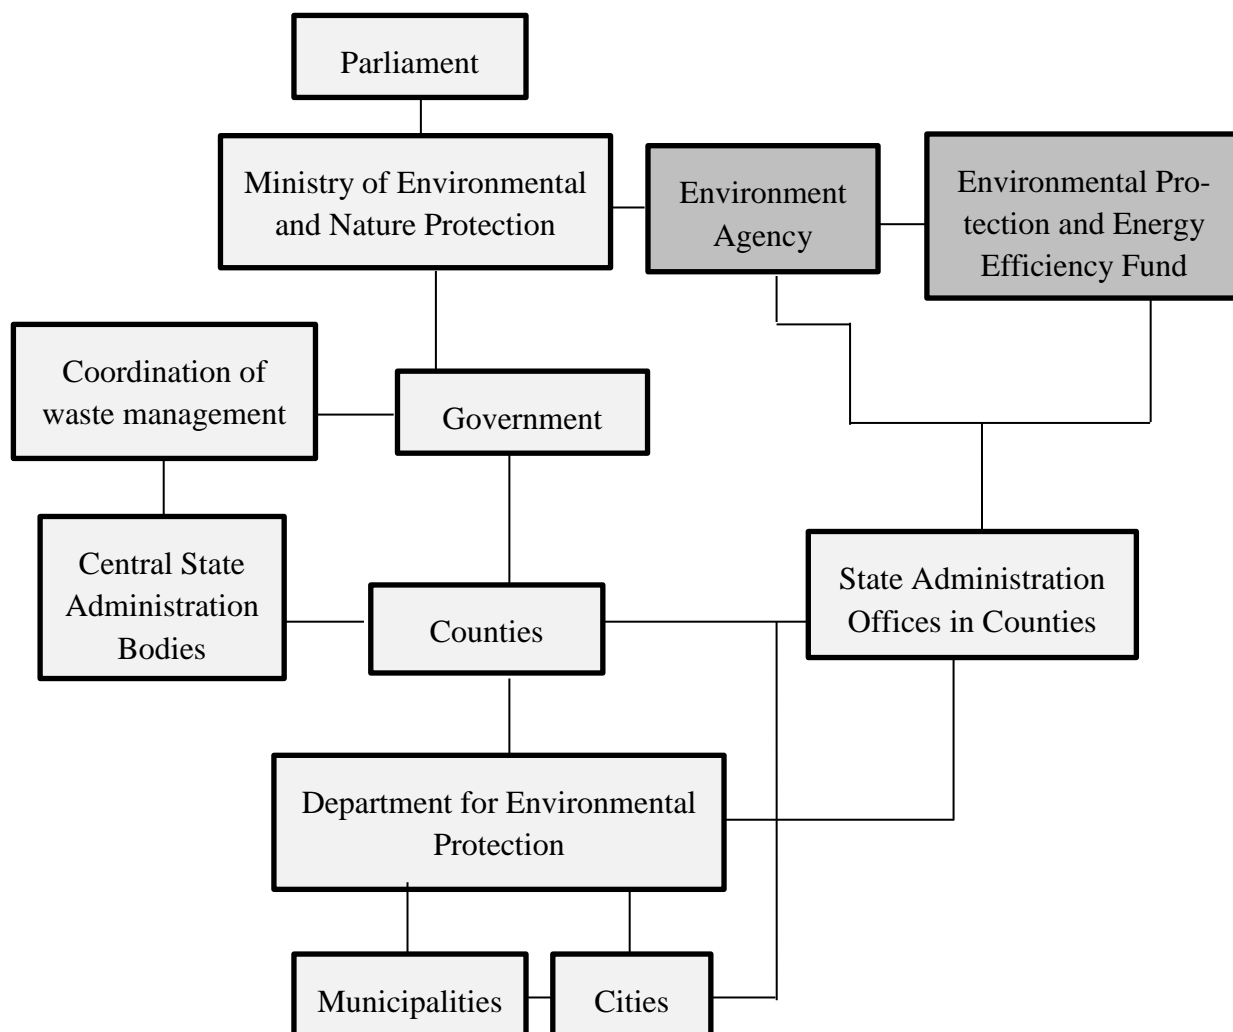 Parliament
Ministry of Environmental
and Nature Protection
Environment
Agency
Environmental Pro-
tection and Energy
Efficiency Fund
Coordination of
waste management
Government
Central State
Administration
Bodies
Counties
State Administration
Offices in Counties
Department for Environmental
Protection
Municipalities
Cities